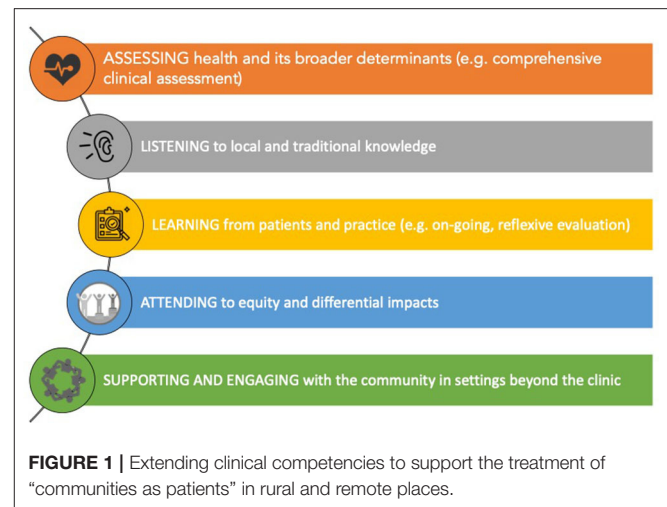 ASSESSING health and its broader determinants (e.g. comprehensive
clinical assessment)
LISTENING to local and traditional knowledge
LEARNING from patients and practice (e.g. on-going, reflexive evaluation)
ATTENDING to equity and differential impacts
SUPPORTING AND ENGAGING with the community in settings beyond the clinic
FIGURE 1 | Extending clinical competencies to support the treatment of
“communities as patients” in rural and remote places.